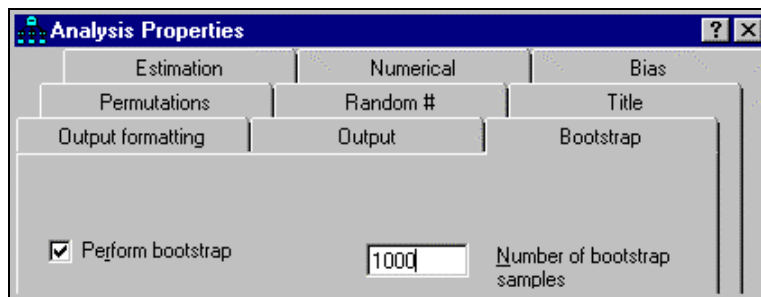 Analysis Properties
? ×
Estimation Numerical Bias
Permutations Random # Title
Output formatting Output Bootstrap
Perform bootstrap 1000 Number of bootstrap
samples